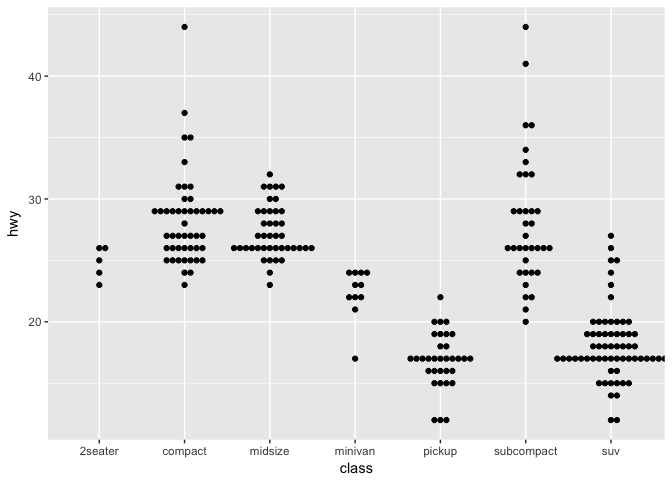 40
30
20
hwy
2seater compact midsize minivan pickup subcompact suv
class